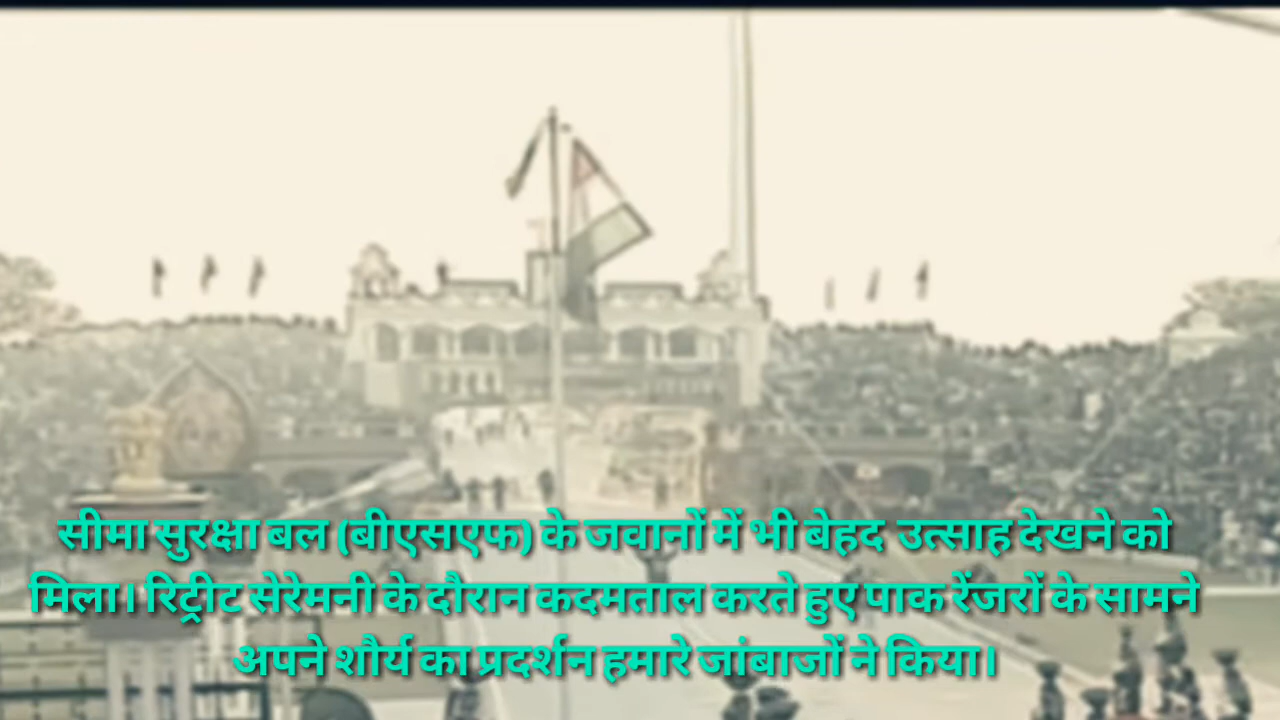 सीमा सुरक्षा बल (बीएसएफ) के जवानों में भी बेहद उत्साह देखने को
मिला। रिट्रीट सेरेमनी के दौरान कदमताल करते हुए पाक रेंजरों के सामने
अपने शौर्य का प्रदर्शन हमारे जांबाजों ने किया।